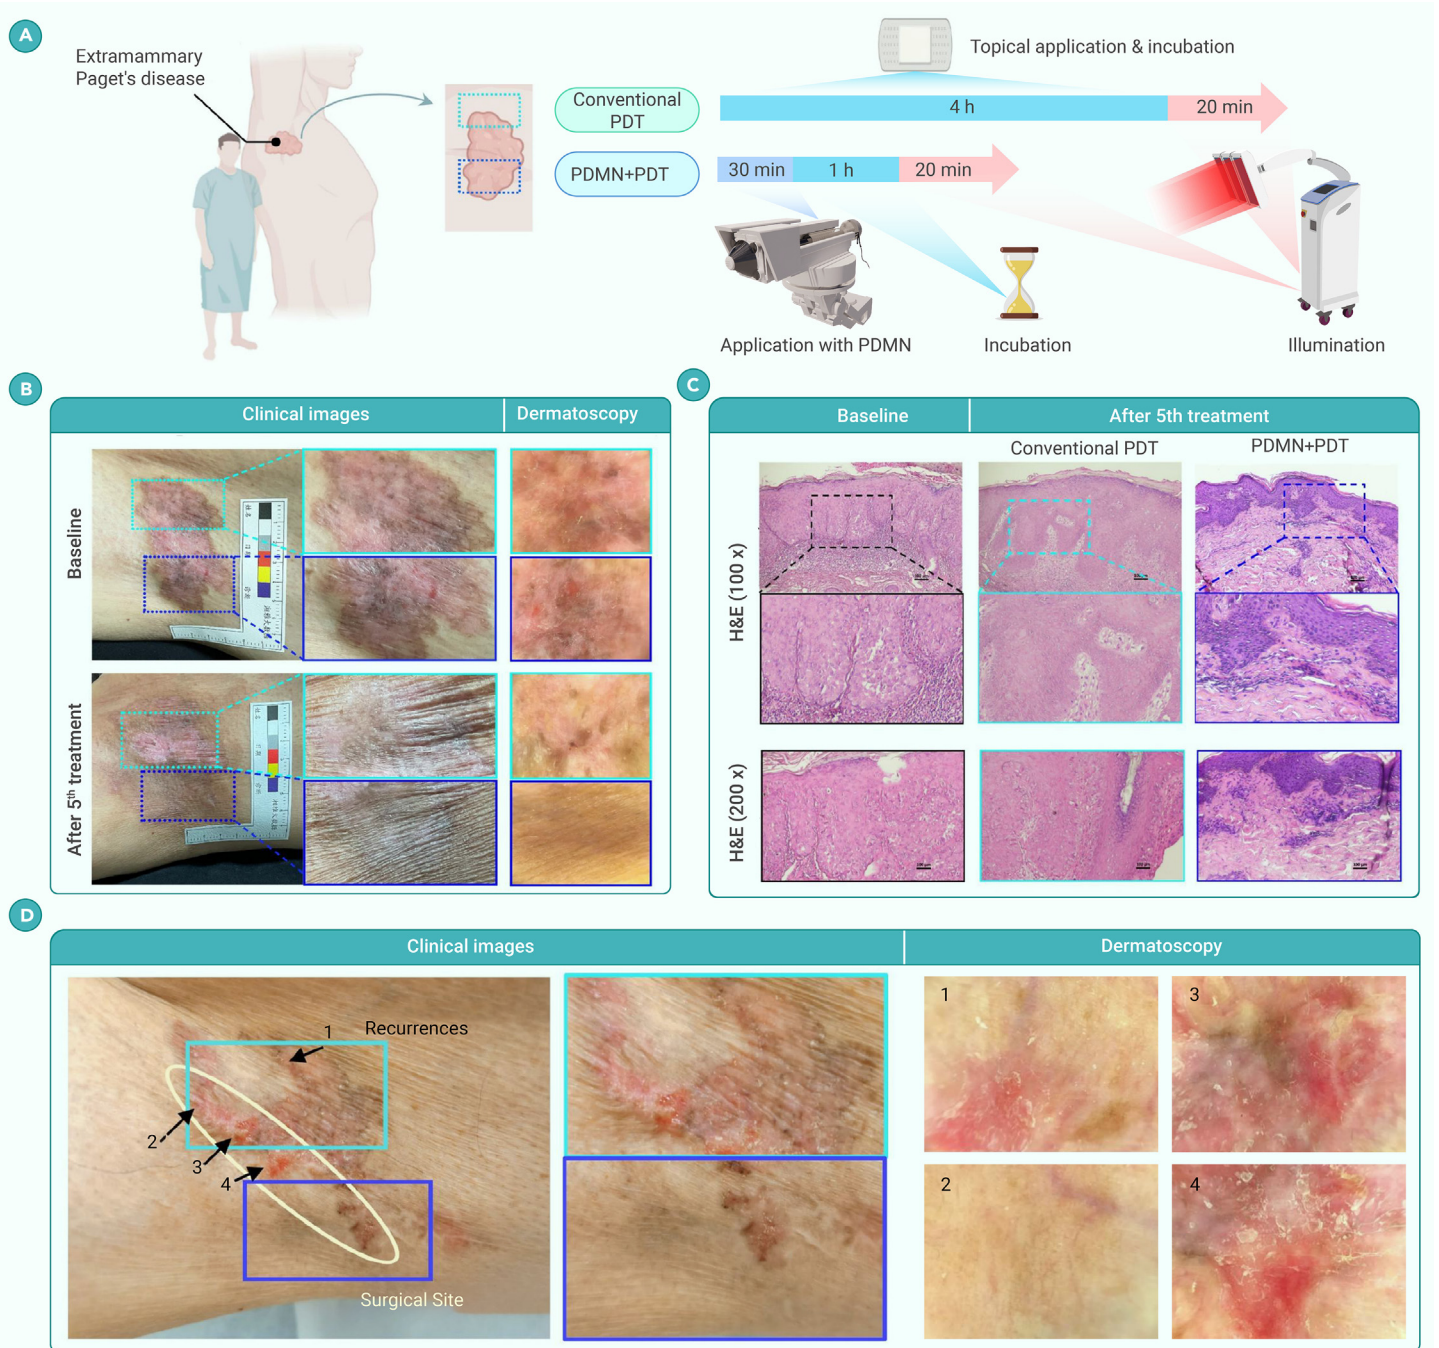 A
Extramammary
Paget's disease
Topical application & incubation
Conventional
PDT
4 h
20 min
PDMN+PDT
30 min
1 h
20 min
Application with PDMN
Incubation
Illumination
B
Clinical images
Dermatoscopy
Baseline
After 5th treatment
C
Baseline
After 5th treatment
Conventional PDT
PDMN+PDT
H&E (100 x)
H&E (200 x)
D
Clinical images
Dermatoscopy
1
Recurrences
2
3
4
Surgical Site
1
3
2
4